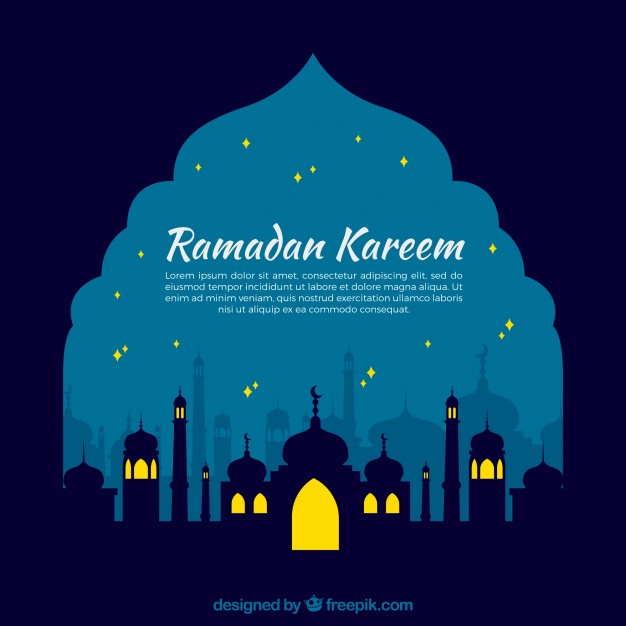 Ramadan Kareem
Lorem ipsum dolor sit amet, consectetur adipiscing elit, sed do
eiusmod tempor incididunt ut labore et dolore magna aliqua. Ut
enim ad minim veniam, quis nostrud exercitation ullamco laboris
nisi ut aliquip ex ea commodo consequat.
designed by freepik.com